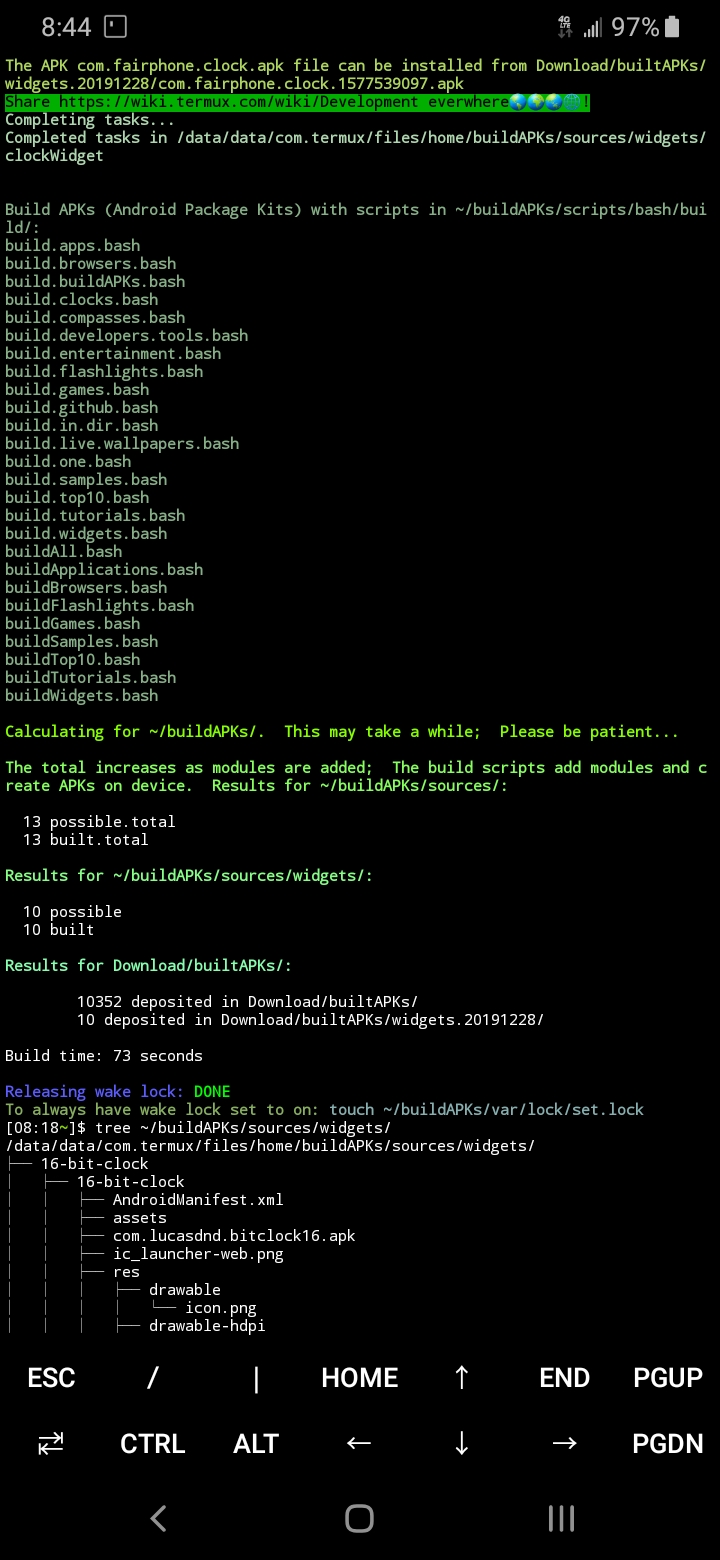 8:44 4G LTE 97%
The APK com.fairphone.clock.apk file can be installed from Download/builtAPKs/
widgets.20191228/com.fairphone.clock.1577539097.apk
Share https://wiki.termux.com/wiki/Development everwhere🌎🌍🌏🌐!
Completing tasks...
Completed tasks in /data/data/com.termux/files/home/buildAPKs/sources/widgets/
clockWidget
Build APKs (Android Package Kits) with scripts in ~/buildAPKs/scripts/bash/bui
ld/:
build.apps.bash
build.browsers.bash
build.buildAPKs.bash
build.clocks.bash
build.compasses.bash
build.developers.tools.bash
build.entertainment.bash
build.flashlights.bash
build.games.bash
build.github.bash
build.in.dir.bash
build.live.wallpapers.bash
build.one.bash
build.samples.bash
build.top10.bash
build.tutorials.bash
build.widgets.bash
buildAll.bash
buildApplications.bash
buildBrowsers.bash
buildFlashlights.bash
buildGames.bash
buildSamples.bash
buildTop10.bash
buildTutorials.bash
buildWidgets.bash
Calculating for ~/buildAPKs/.  This may take a while;  Please be patient...
The total increases as modules are added;  The build scripts add modules and c
reate APKs on device.  Results for ~/buildAPKs/sources/:
13 possible.total
13 built.total
Results for ~/buildAPKs/sources/widgets/:
10 possible
10 built
Results for Download/builtAPKs/:
10352 deposited in Download/builtAPKs/
10 deposited in Download/builtAPKs/widgets.20191228/
Build time: 73 seconds
Releasing wake lock: DONE
To always have wake lock set to on: touch ~/buildAPKs/var/lock/set.lock
[08:18~]$ tree ~/buildAPKs/sources/widgets/
/data/data/com.termux/files/home/buildAPKs/sources/widgets/
├── 16-bit-clock
│   ├── 16-bit-clock
│   │   ├── AndroidManifest.xml
│   │   ├── assets
│   │   ├── com.lucasdnd.bitclock16.apk
│   │   ├── ic_launcher-web.png
│   │   ├── res
│   │   │   ├── drawable
│   │   │   │   └── icon.png
│   │   │   ├── drawable-hdpi
ESC / | HOME ↑ END PGUP
⇄ CTRL ALT ← ↓ → PGDN